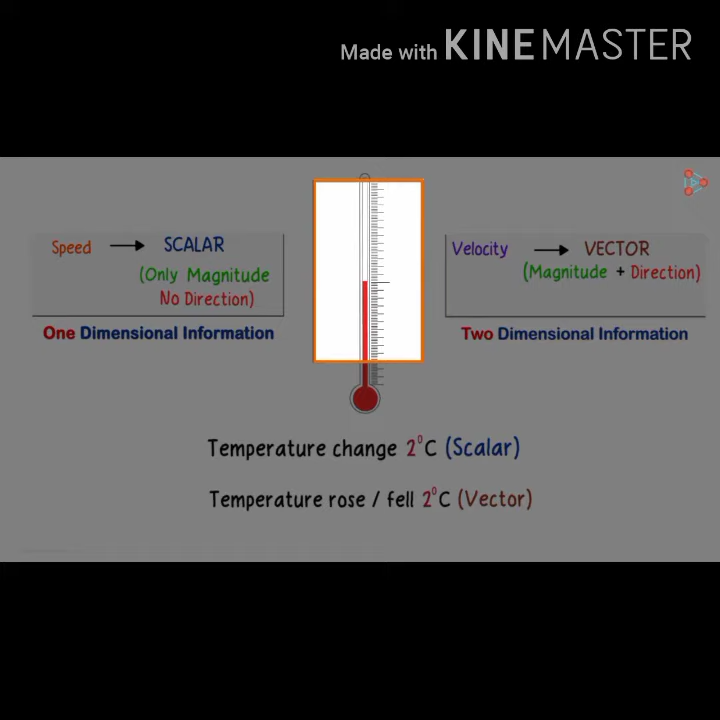 Made with KINEMASTER
Speed → SCALAR
(Only Magnitude
No Direction)
One Dimensional Information
Velocity → VECTOR
(Magnitude + Direction)
Two Dimensional Information
Temperature change 2°C (Scalar)
Temperature rose / fell 2°C (Vector)